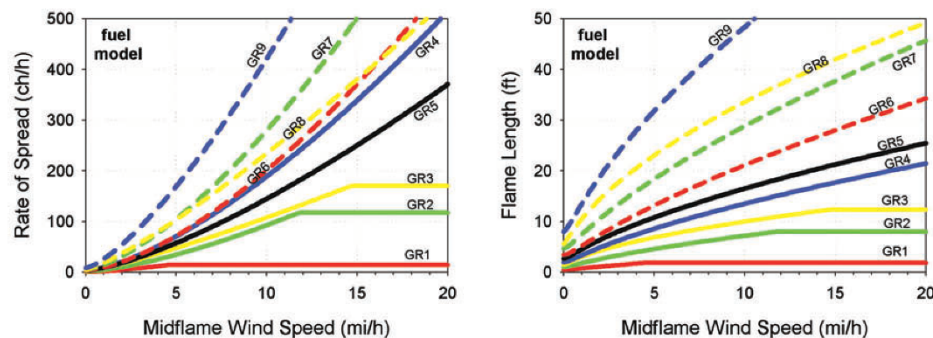 fuel model
500
400
300
200
100
0
Rate of Spread (ch/h)
GR9
GR7
GR4
GR8
GR6
GR5
GR3
GR2
GR1
0
5
10
15
20
Midflame Wind Speed (mi/h)
fuel model
50
40
30
20
10
0
Flame Length (ft)
GR9
GR8
GR7
GR6
GR5
GR4
GR3
GR2
GR1
0
5
10
15
20
Midflame Wind Speed (mi/h)